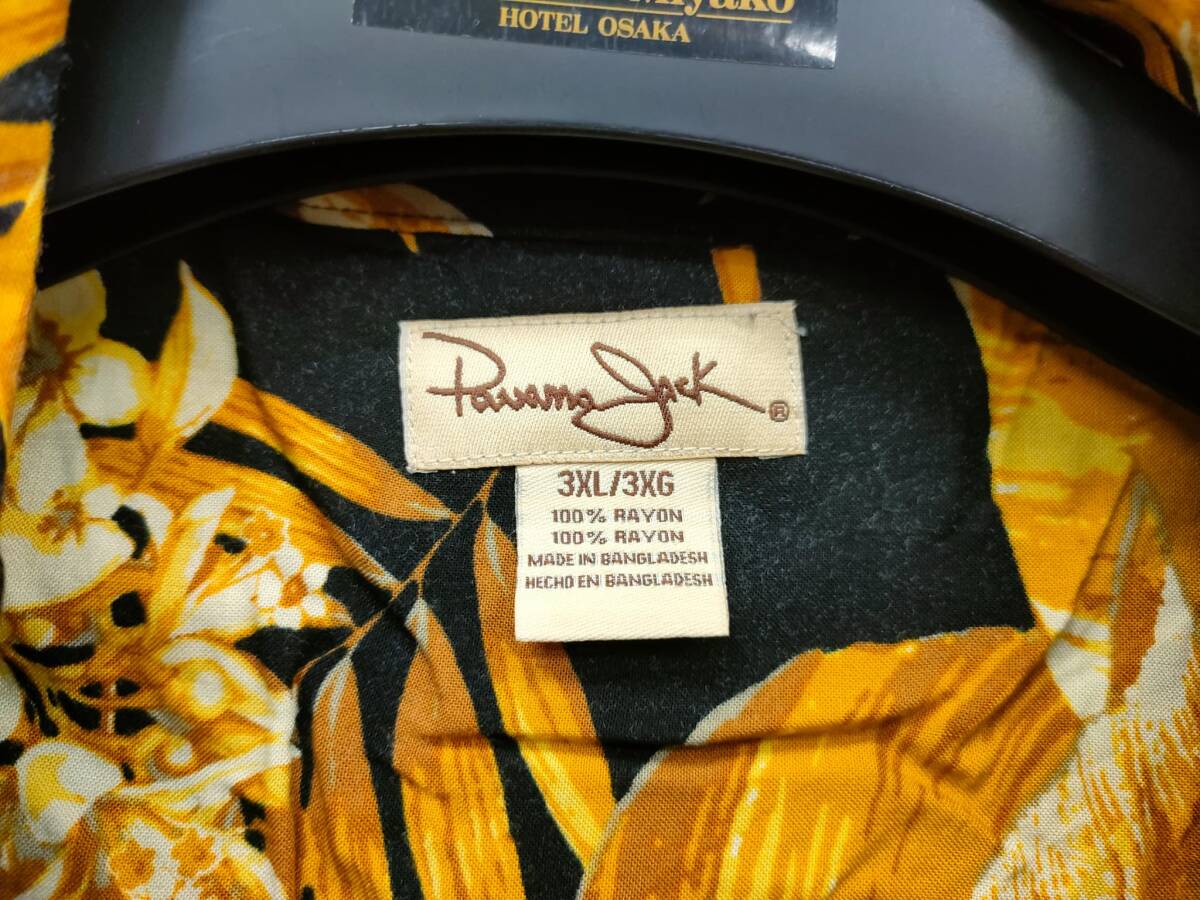 HOTEL OSAKA
Panama Jack ®
3XL/3XG
100% RAYON
100% RAYON
MADE IN BANGLADESH
HECHO EN BANGLADESH